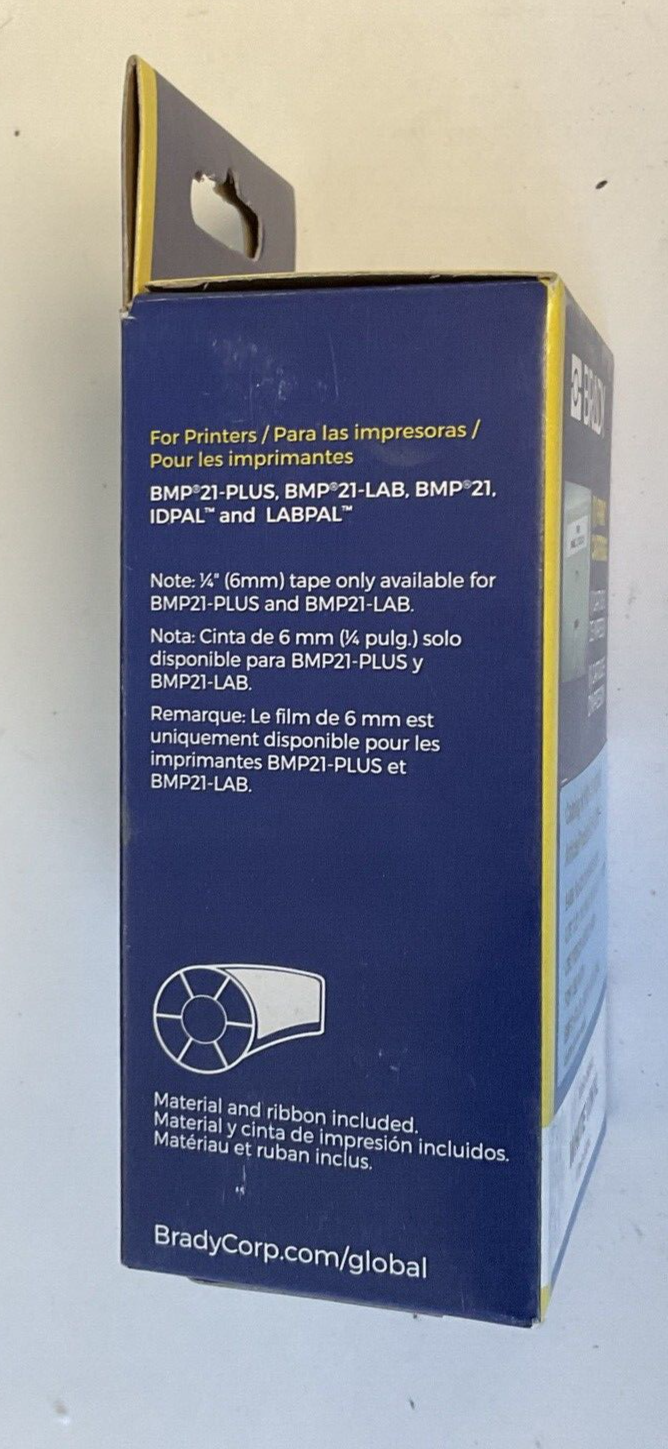 For Printers / Para las impresoras /
Pour les imprimantes
BMP®21-PLUS, BMP®21-LAB, BMP®21,
IDPAL™ and LABPAL™
Note: ¼" (6mm) tape only available for
BMP21-PLUS and BMP21-LAB.
Nota: Cinta de 6 mm (¼ pulg.) solo
disponible para BMP21-PLUS y
BMP21-LAB.
Remarque: Le film de 6 mm est
uniquement disponible pour les
imprimantes BMP21-PLUS et
BMP21-LAB.
Material and ribbon included.
Material y cinta de impresión incluidos.
Matériau et ruban inclus.
BradyCorp.com/global
BRADY